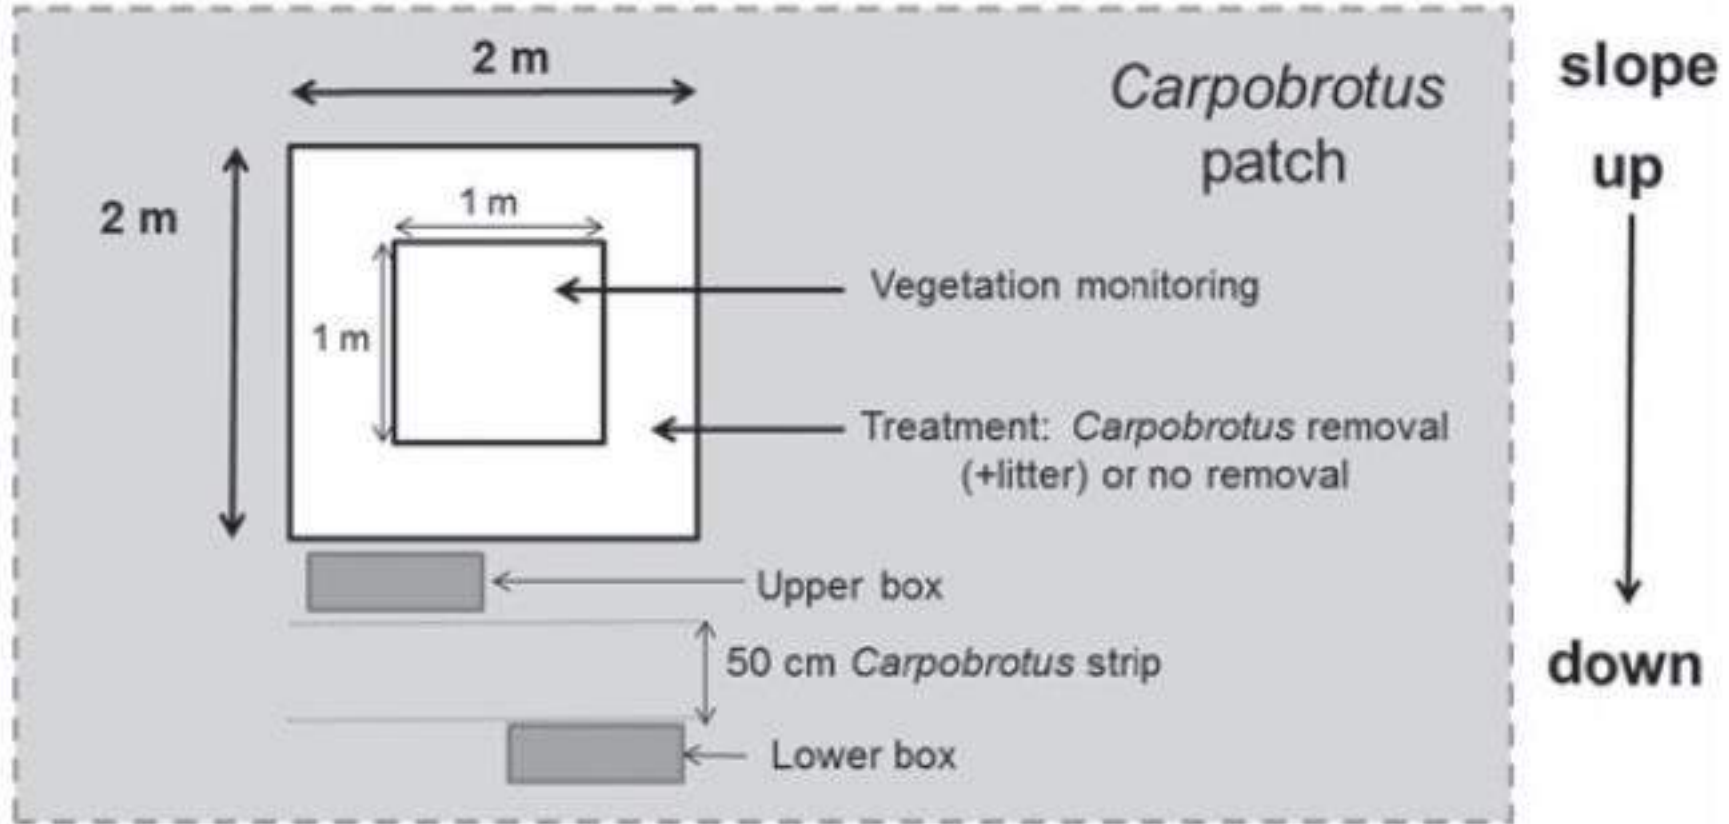 2 m
Carpobrotus
patch
slope
up
2 m
1 m
1 m
Vegetation monitoring
Treatment: Carpobrotus removal
(+litter) or no removal
Upper box
50 cm Carpobrotus strip
down
Lower box